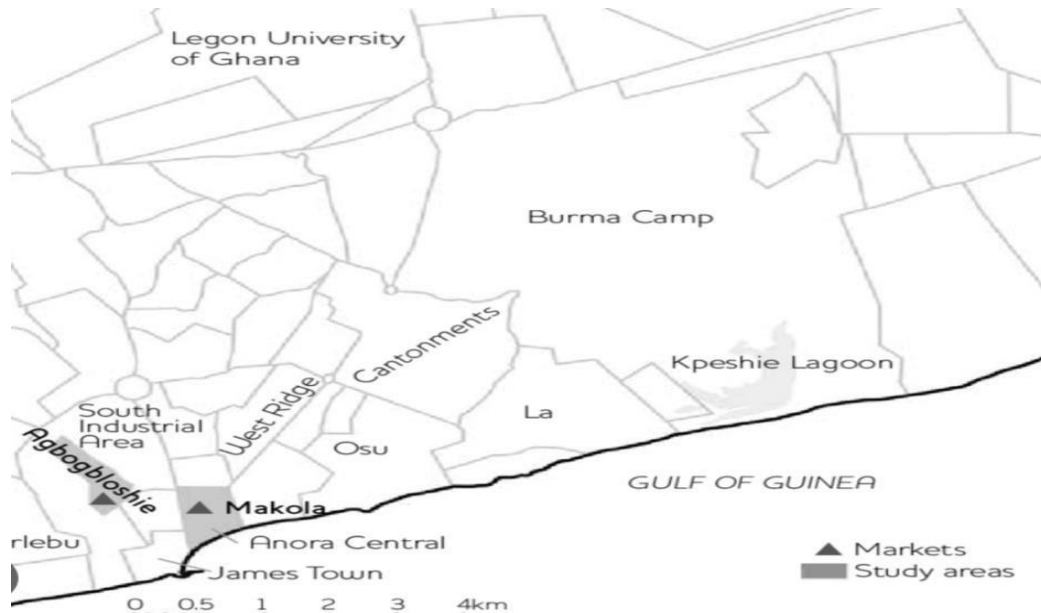 Legon University
of Ghana
Burma Camp
Cantonments
Kpeshie Lagoon
West Ridge
La
South
Industrial
Area
Osu
Agbogbloshie
GULF OF GUINEA
Makola
rlebu
Anora Central
James Town
Markets
Study areas
0 0.5 1 2 3 4km